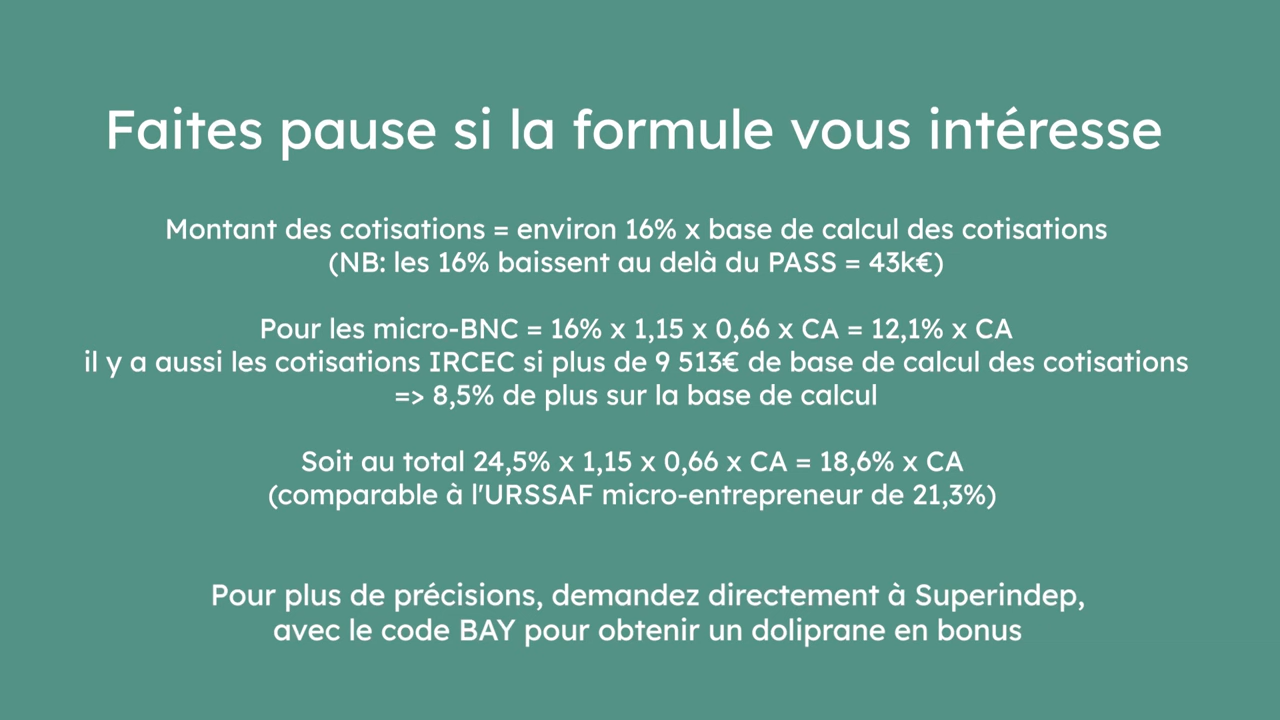 Faites pause si la formule vous intéresse
Montant des cotisations = environ 16% x base de calcul des cotisations
(NB: les 16% baissent au delà du PASS = 43k€)
Pour les micro-BNC = 16% x 1,15 x 0,66 x CA = 12,1% x CA
il y a aussi les cotisations IRCEC si plus de 9 513€ de base de calcul des cotisations
=> 8,5% de plus sur la base de calcul
Soit au total 24,5% x 1,15 x 0,66 x CA = 18,6% x CA
(comparable à l'URSSAF micro-entrepreneur de 21,3%)
Pour plus de précisions, demandez directement à Superindep,
avec le code BAY pour obtenir un doliprane en bonus